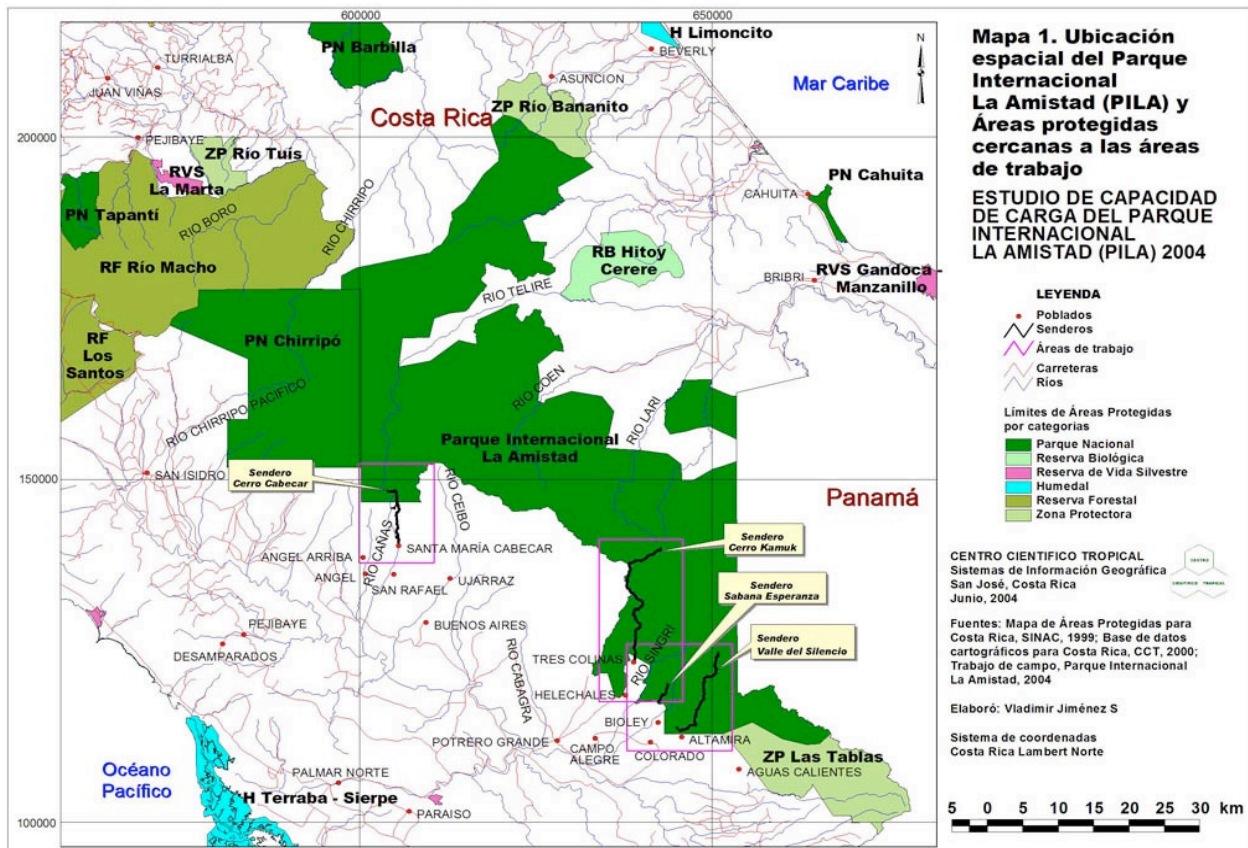 600000
650000
200000
150000
100000
PN Barbilla
H Limoncito
BEVERLY
TURRIALBA
JUAN VIÑAS
ASUNCION
Mar Caribe
N
Costa Rica
ZP Río Bananito
PEJIBAYE
ZP Río Tuis
RVS
La Marta
PN Cahuita
CAHUITA
PN Tapantí
RIO BORO
RIO CHIRRIPO
RF Río Macho
RB Hitoy
Cerere
BRIBRI
RVS Gandoca -
Manzanillo
RIO TELIRE
RF
Los
Santos
PN Chirripó
RIO COEN
RIO LARI
RIO CHIRRIPO PACIFICO
Parque Internacional
La Amistad
SAN ISIDRO
Sendero
Cerro Cabecar
RIO CEIBO
Panamá
RIO CAÑAS
SANTA MARÍA CABECAR
ANGEL ARRIBA
ANGEL
SAN RAFAEL
UJARRAZ
Sendero
Cerro Kamuk
Sendero
Sabana Esperanza
Sendero
Valle del Silencio
BUENOS AIRES
PEJIBAYE
DESAMPARADOS
RIO CABAGRA
TRES COLINAS
RIO SINGRI
HELECHALES
BIOLEY
POTRERO GRANDE
CAMPO
ALEGRE
COLORADO
ALTAMIRA
ZP Las Tablas
AGUAS CALIENTES
Océano
Pacífico
PALMAR NORTE
H Terraba - Sierpe
PARAISO
Mapa 1. Ubicación
espacial del Parque
Internacional
La Amistad (PILA) y
Áreas protegidas
cercanas a las áreas
de trabajo
ESTUDIO DE CAPACIDAD
DE CARGA DEL PARQUE
INTERNACIONAL
LA AMISTAD (PILA) 2004
LEYENDA
Poblados
Senderos
Áreas de trabajo
Carreteras
Ríos
Límites de Áreas Protegidas
por categorias
Parque Nacional
Reserva Biológica
Reserva de Vida Silvestre
Humedal
Reserva Forestal
Zona Protectora
CENTRO CIENTIFICO TROPICAL
Sistemas de Información Geográfica
San José, Costa Rica
Junio, 2004
CENTRO
CIENTIFICO TROPICAL
Fuentes: Mapa de Áreas Protegidas para
Costa Rica, SINAC, 1999; Base de datos
cartográficos para Costa Rica, CCT, 2000;
Trabajo de campo, Parque Internacional
La Amistad, 2004
Elaboró: Vladimir Jiménez S
Sistema de coordenadas
Costa Rica Lambert Norte
5 0 5 10 15 20 25 30 km